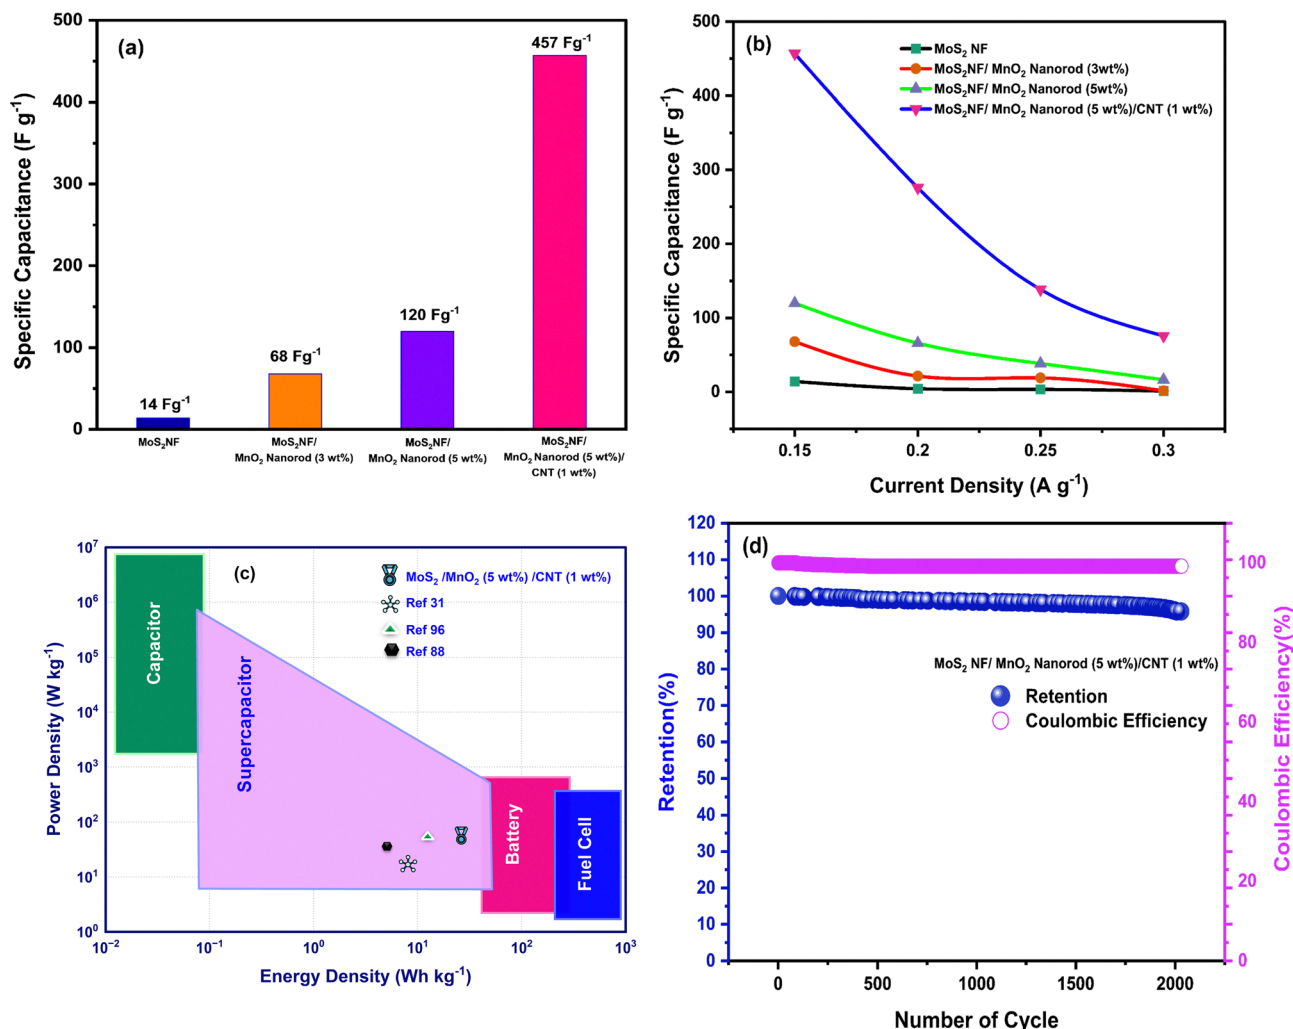 (a)
Specific Capacitance (F g⁻¹)
500
400
300
200
100
0
14 Fg⁻¹
68 Fg⁻¹
120 Fg⁻¹
457 Fg⁻¹
MoS₂NF
MoS₂NF/
MnO₂ Nanorod (3 wt%)
MoS₂NF/
MnO₂ Nanorod (5 wt%)
MoS₂NF/
MnO₂ Nanorod (5 wt%)/
CNT (1 wt%)
(b)
Specific Capacitance (F g⁻¹)
500
400
300
200
100
0
MoS₂ NF
MoS₂NF/ MnO₂ Nanorod (3wt%)
MoS₂NF/ MnO₂ Nanorod (5wt%)
MoS₂NF/ MnO₂ Nanorod (5 wt%)/CNT (1 wt%)
0.15 0.2 0.25 0.3
Current Density (A g⁻¹)
(c)
Power Density (W kg⁻¹)
10⁷
10⁶
10⁵
10⁴
10³
10²
10¹
10⁰
MoS₂ /MnO₂ (5 wt%) /CNT (1 wt%)
Ref 31
Ref 96
Ref 88
Capacitor
Supercapacitor
Battery
Fuel Cell
10⁻² 10⁻¹ 10⁰ 10¹ 10² 10³
Energy Density (Wh kg⁻¹)
(d)
Retention(%)
120
110
100
90
80
70
60
50
40
30
20
10
0
MoS₂ NF/ MnO₂ Nanorod (5 wt%)/CNT (1 wt%)
Retention
Coulombic Efficiency
100
80
60
40
20
0
Coulombic Efficiency(%)
0 500 1000 1500 2000
Number of Cycle